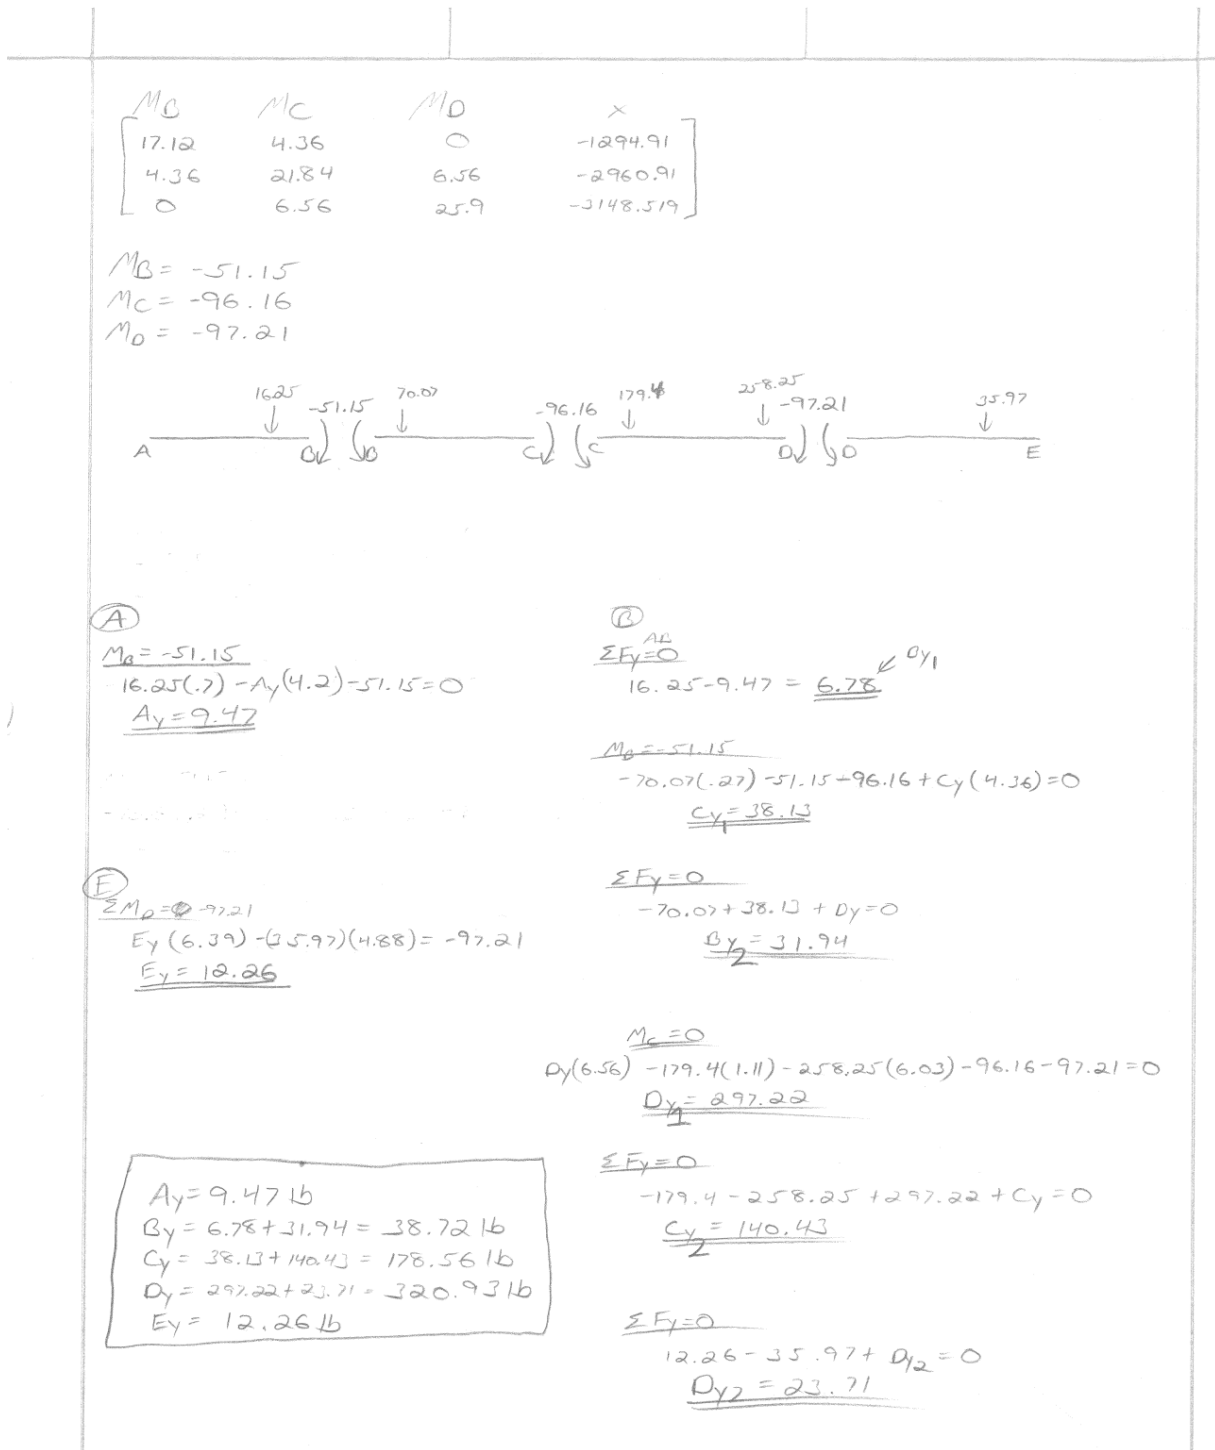 MB MC MD x
17.12 4.36 0 -1294.91
4.36 21.84 6.56 -2960.91
0 6.56 25.9 -3148.519
MB = -51.15
MC = -96.16
MD = -97.21
16.25 -51.15 70.07 -96.16 179.4 258.25 -97.21 35.97
A B B C C D D E
A
MB = -51.15
16.25(.7) - Ay(4.2) - 51.15 = 0
Ay = 9.47
E
ΣMD = -97.21
Ey (6.39) - (35.97)(4.88) = -97.21
Ey = 12.26
Ay = 9.47 lb
By = 6.78 + 31.94 = 38.72 lb
Cy = 38.13 + 140.43 = 178.56 lb
Dy = 297.22 + 23.71 = 320.93 lb
Ey = 12.26 lb
B
AB
ΣFy = 0
16.25 - 9.47 = 6.78 By1
MB = -51.15
-70.07(.27) - 51.15 - 96.16 + Cy (4.36) = 0
Cy1 = 38.13
ΣFy = 0
-70.07 + 38.13 + By = 0
By2 = 31.94
Mc = 0
Dy(6.56) - 179.4(1.11) - 258.25(6.03) - 96.16 - 97.21 = 0
Dy1 = 297.22
ΣFy = 0
-179.4 - 258.25 + 297.22 + Cy = 0
Cy2 = 140.43
ΣFy = 0
12.26 - 35.97 + Dy2 = 0
Dy2 = 23.71